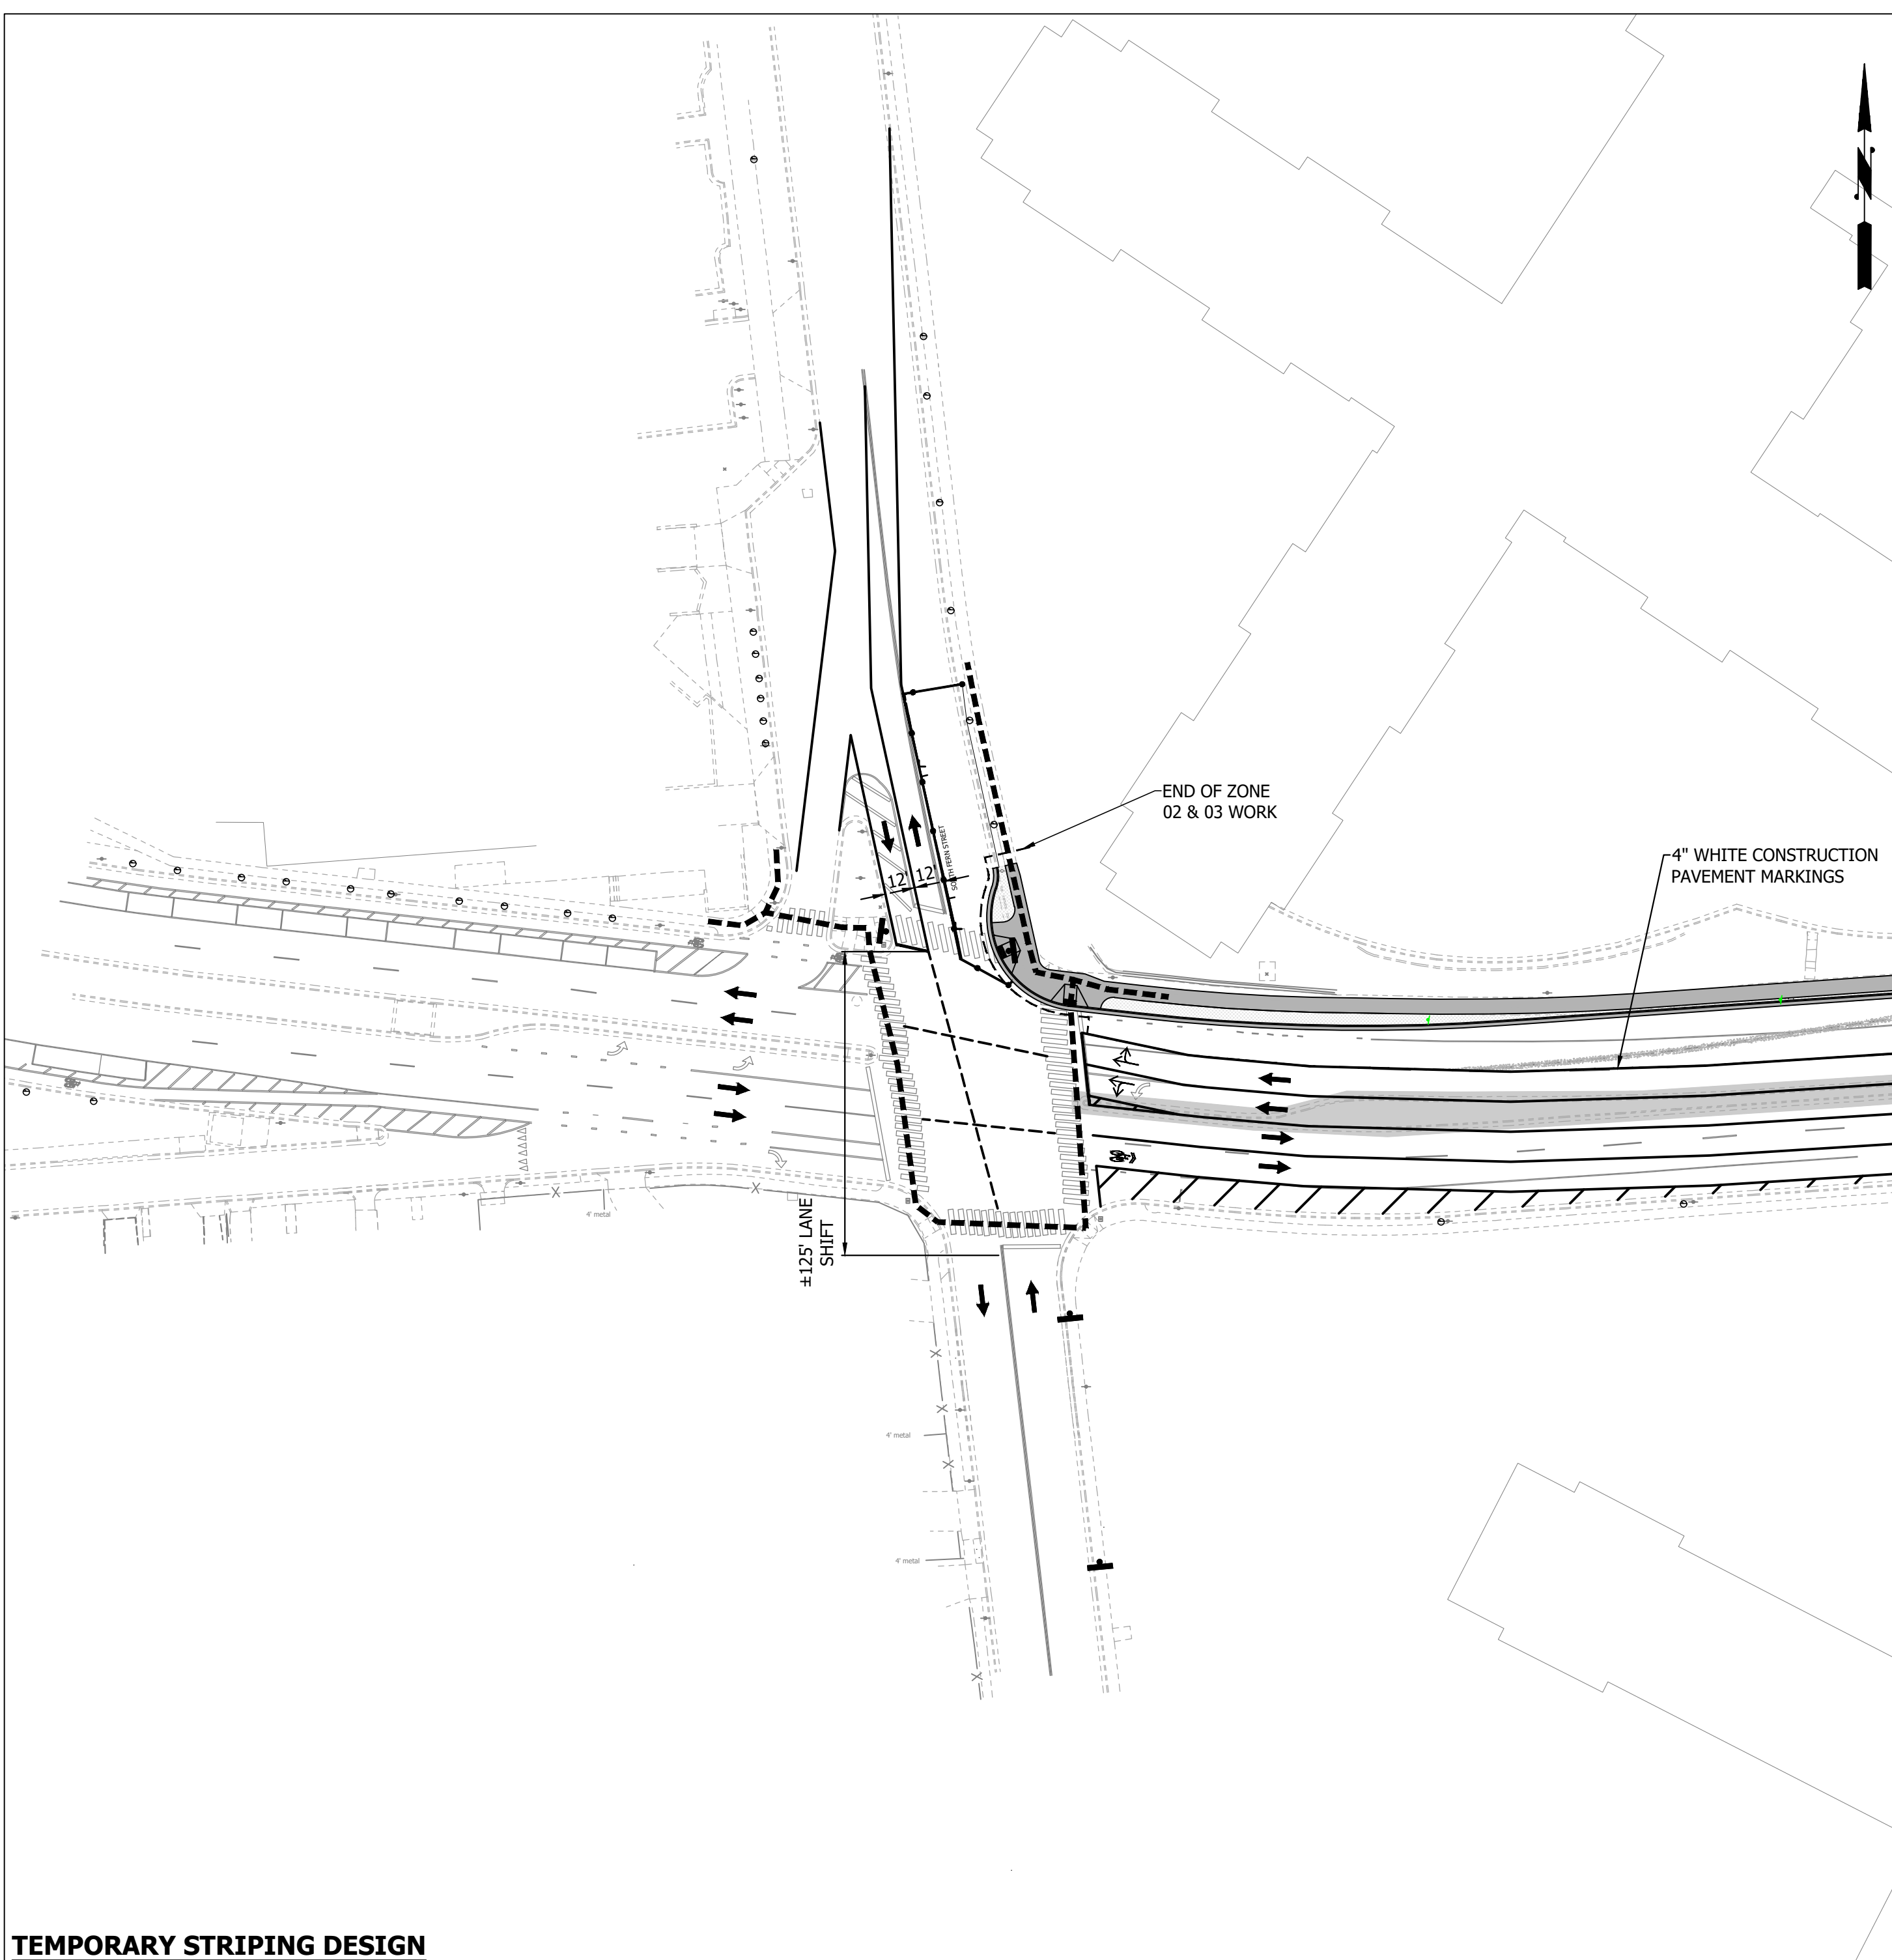 N
END OF ZONE
02 & 03 WORK
4" WHITE CONSTRUCTION
PAVEMENT MARKINGS
SOUTH FERN STREET
12'
12'
±125' LANE
SHIFT
4' metal
4' metal
4' metal
TEMPORARY STRIPING DESIGN